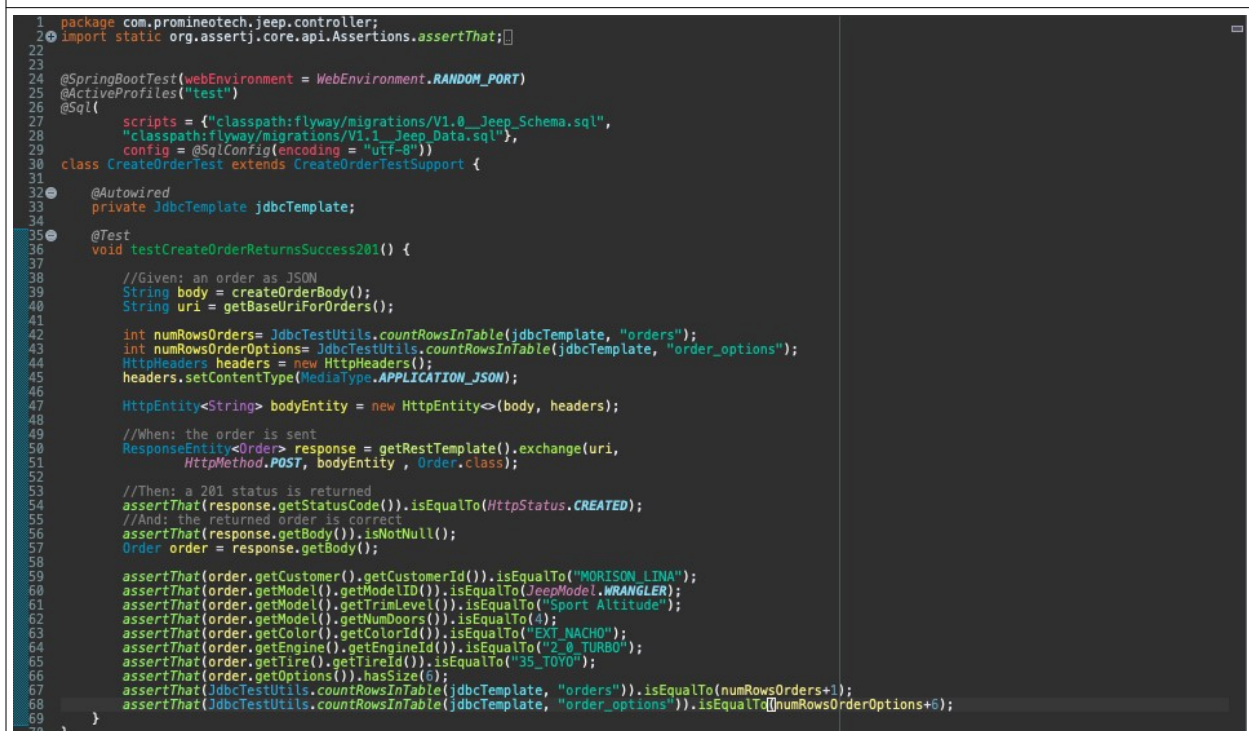 1 package com.promineotech.jeep.controller;
2 import static org.assertj.core.api.Assertions.assertThat;
22
23
24 @SpringBootTest(webEnvironment = WebEnvironment.RANDOM_PORT)
25 @ActiveProfiles("test")
26 @Sql(
27 scripts = {"classpath:flyway/migrations/V1.0__Jeep_Schema.sql",
28 "classpath:flyway/migrations/V1.1__Jeep_Data.sql"},
29 config = @SqlConfig(encoding = "utf-8"))
30 class CreateOrderTest extends CreateOrderTestSupport {
31
32 @Autowired
33 private JdbcTemplate jdbcTemplate;
34
35 @Test
36 void testCreateOrderReturnsSuccess201() {
37
38 //Given: an order as JSON
39 String body = createOrderBody();
40 String uri = getBaseUriForOrders();
41
42 int numRowsOrders= JdbcTestUtils.countRowsInTable(jdbcTemplate, "orders");
43 int numRowsOrderOptions= JdbcTestUtils.countRowsInTable(jdbcTemplate, "order_options");
44 HttpHeaders headers = new HttpHeaders();
45 headers.setContentType(MediaType.APPLICATION_JSON);
46
47 HttpEntity<String> bodyEntity = new HttpEntity<>(body, headers);
48
49 //When: the order is sent
50 ResponseEntity<Order> response = getRestTemplate().exchange(uri,
51 HttpMethod.POST, bodyEntity , Order.class);
52
53 //Then: a 201 status is returned
54 assertThat(response.getStatusCode()).isEqualTo(HttpStatus.CREATED);
55 //And: the returned order is correct
56 assertThat(response.getBody()).isNotNull();
57 Order order = response.getBody();
58
59 assertThat(order.getCustomer().getCustomerId()).isEqualTo("MORISON_LINA");
60 assertThat(order.getModel().getModelID()).isEqualTo(JeepModel.WRANGLER);
61 assertThat(order.getModel().getTrimLevel()).isEqualTo("Sport Altitude");
62 assertThat(order.getModel().getNumDoors()).isEqualTo(4);
63 assertThat(order.getColor().getColorId()).isEqualTo("EXT_NACHO");
64 assertThat(order.getEngine().getEngineId()).isEqualTo("2_0_TURBO");
65 assertThat(order.getTire().getTireId()).isEqualTo("35_TOYO");
66 assertThat(order.getOptions()).hasSize(6);
67 assertThat(JdbcTestUtils.countRowsInTable(jdbcTemplate, "orders")).isEqualTo(numRowsOrders+1);
68 assertThat(JdbcTestUtils.countRowsInTable(jdbcTemplate, "order_options")).isEqualTo(numRowsOrderOptions+6);
69 }